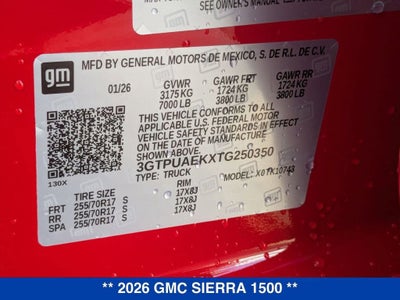 SEE OWNER'S MANUAL
gm
MFD BY GENERAL MOTORS DE MEXICO, S. DE R.L. DE C.V.
01/26 GVWR GAWR FRT GAWR RR
3175 KG 1724 KG 1724 KG
7000 LB 3800 LB 3800 LB
THIS VEHICLE CONFORMS TO ALL APPLICABLE
U.S. FEDERAL MOTOR VEHICLE SAFETY
STANDARDS IN EFFECT ON THE DATE OF
MANUFACTURE SHOWN ABOVE.
3GTPUAEKXTG250350
TYPE: TRUCK
130X
TIRE SIZE RIM
FRT 255/70R17 S 17X8J
RR 255/70R17 S 17X8J
SPA 255/70R17 S 17X8J
** 2026 GMC SIERRA 1500 **